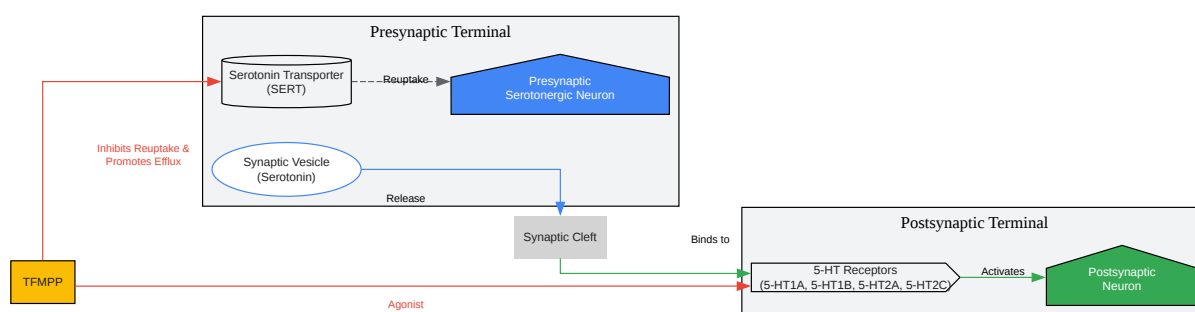 Presynaptic Terminal
Serotonin Transporter
(SERT)
Reuptake
Presynaptic
Serotonergic Neuron
Inhibits Reuptake &
Promotes Efflux
Synaptic Vesicle
(Serotonin)
Release
Synaptic Cleft
Binds to
Postsynaptic Terminal
TFMPP
Agonist
5-HT Receptors
(5-HT1A, 5-HT1B, 5-HT2A, 5-HT2C)
Activates
Postsynaptic
Neuron